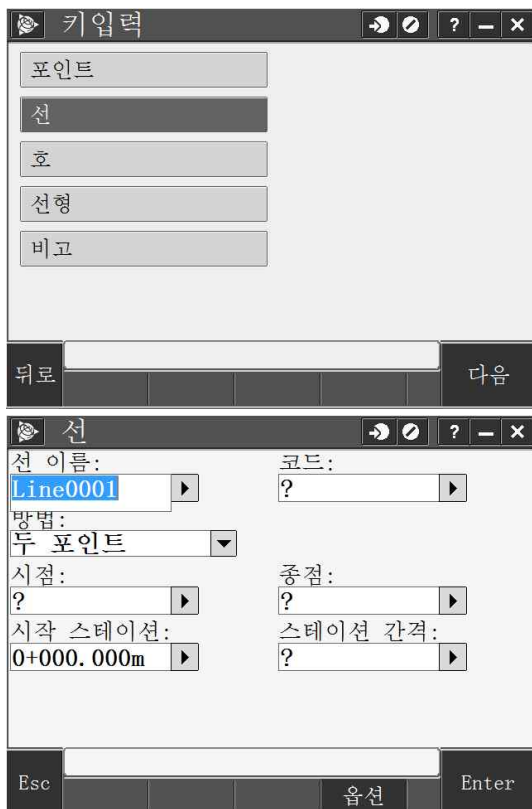 키입력
? – ×
포인트
선
호
선형
비고
뒤로
다음
선
? – ×
선 이름:
코드:
Line0001
?
방법:
두 포인트
시점:
종점:
?
?
시작 스테이션:
스테이션 간격:
0+000.000m
?
Esc
옵션
Enter